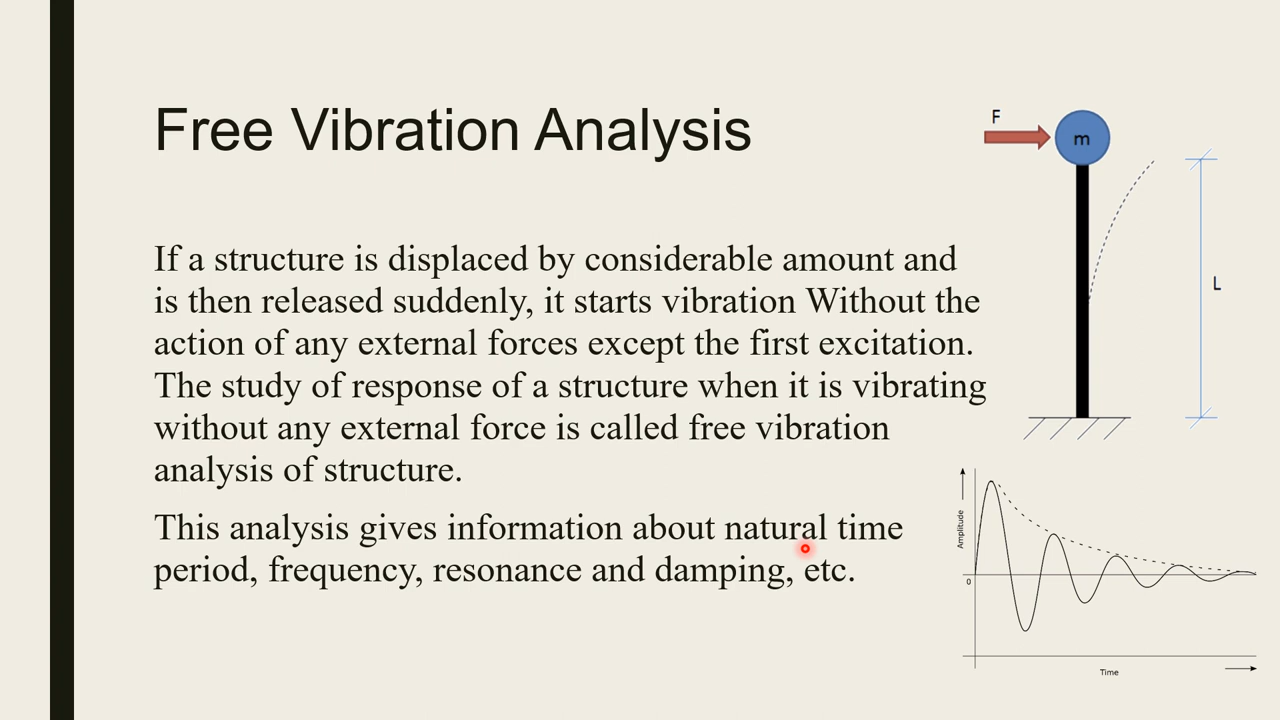 Free Vibration Analysis
If a structure is displaced by considerable amount and
is then released suddenly, it starts vibration Without the
action of any external forces except the first excitation.
The study of response of a structure when it is vibrating
without any external force is called free vibration
analysis of structure.
This analysis gives information about natural time
period, frequency, resonance and damping, etc.
F
m
L
Amplitude
0
Time